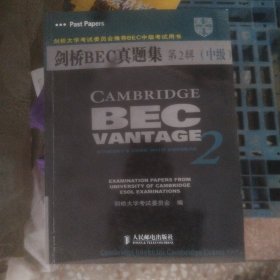 Past Papers
剑桥大学考试委员会推荐BEC中级考试用书
剑桥BEC真题集 第2辑 (中级
CAMBRIDGE
BEC
VANTAGE
2
EXAMINATION PAPERS FROM
UNIVERSITY OF CAMBRIDGE
ESOL EXAMINATIONS
剑桥大学考试委员会 编
人民邮电出版社